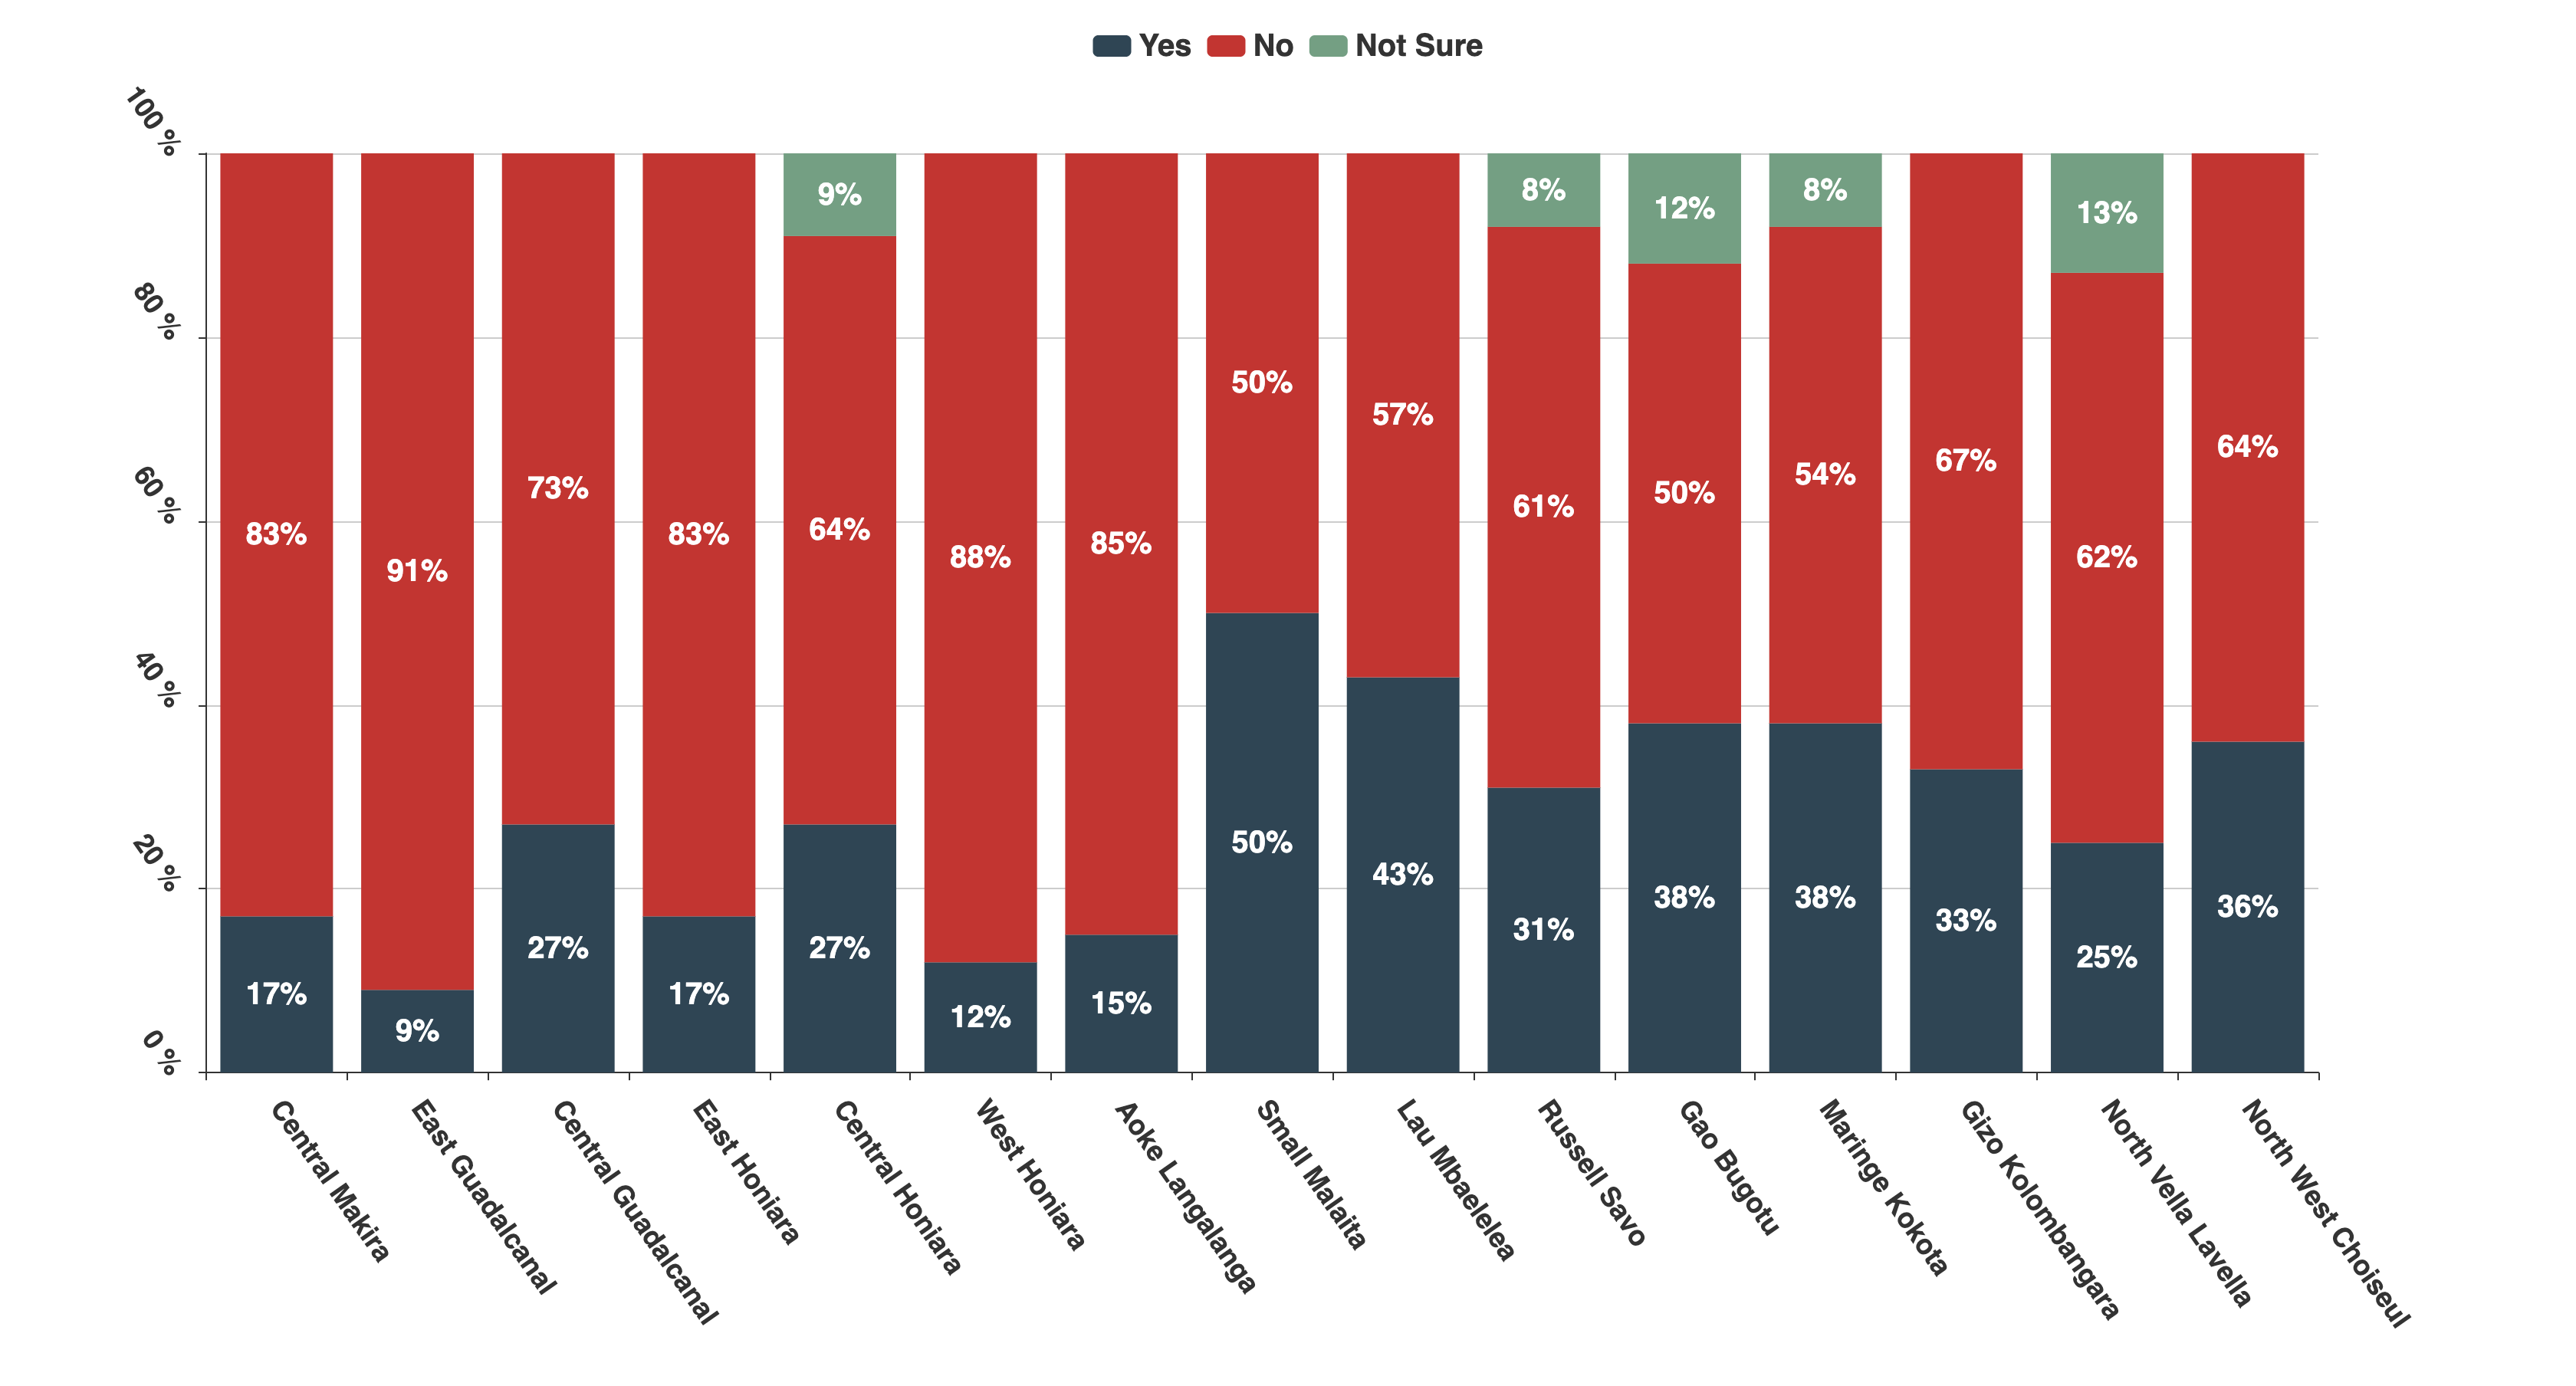 Yes No Not Sure
100 %
80 %
60 %
40 %
20 %
0 %
83% 91% 73% 83% 9% 64% 88% 85% 50% 57% 8% 61% 12% 50% 8% 54% 67% 13% 62% 64%
17% 9% 27% 17% 27% 12% 15% 50% 43% 31% 38% 38% 33% 25% 36%
Central Makira
East Guadalcanal
Central Guadalcanal
East Honiara
Central Honiara
West Honiara
Aoke Langalanga
Small Malaita
Lau Mbaelelea
Russell Savo
Gao Bugotu
Maringe Kokota
Gizo Kolombangara
North Vella Lavella
North West Choiseul